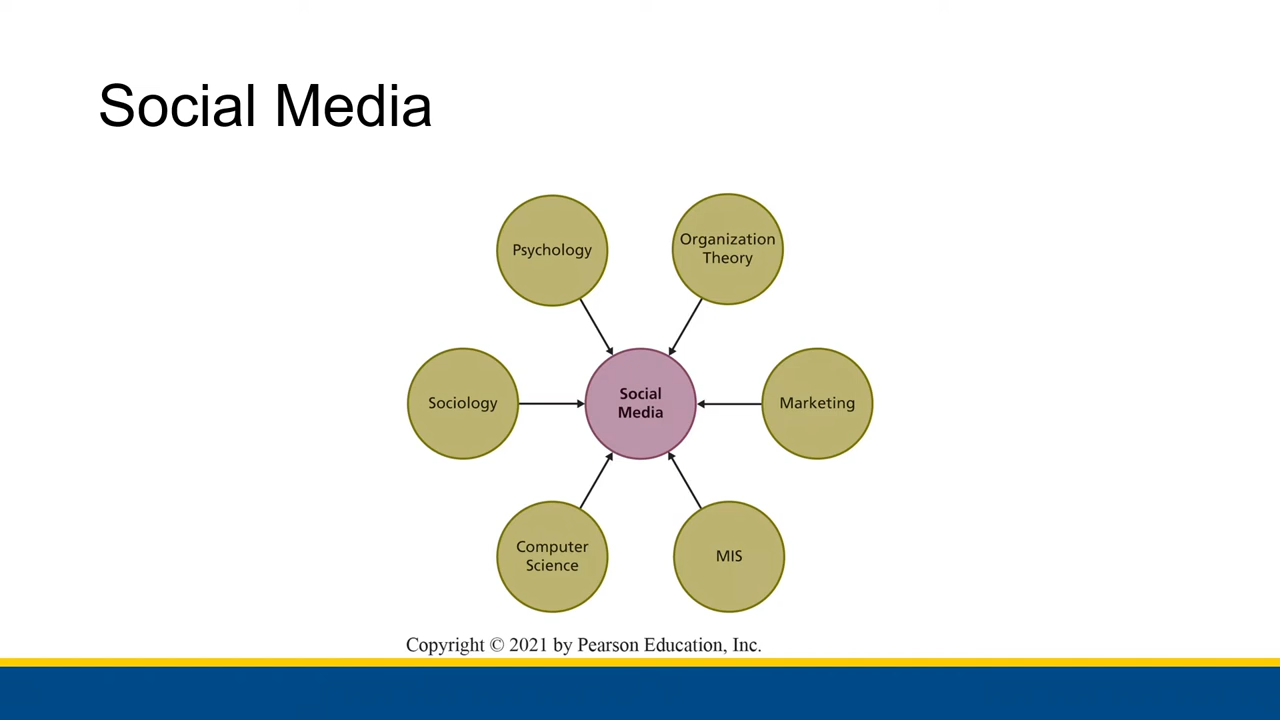 Social Media
Psychology
Organization
Theory
Sociology
Social
Media
Marketing
Computer
Science
MIS
Copyright © 2021 by Pearson Education, Inc.